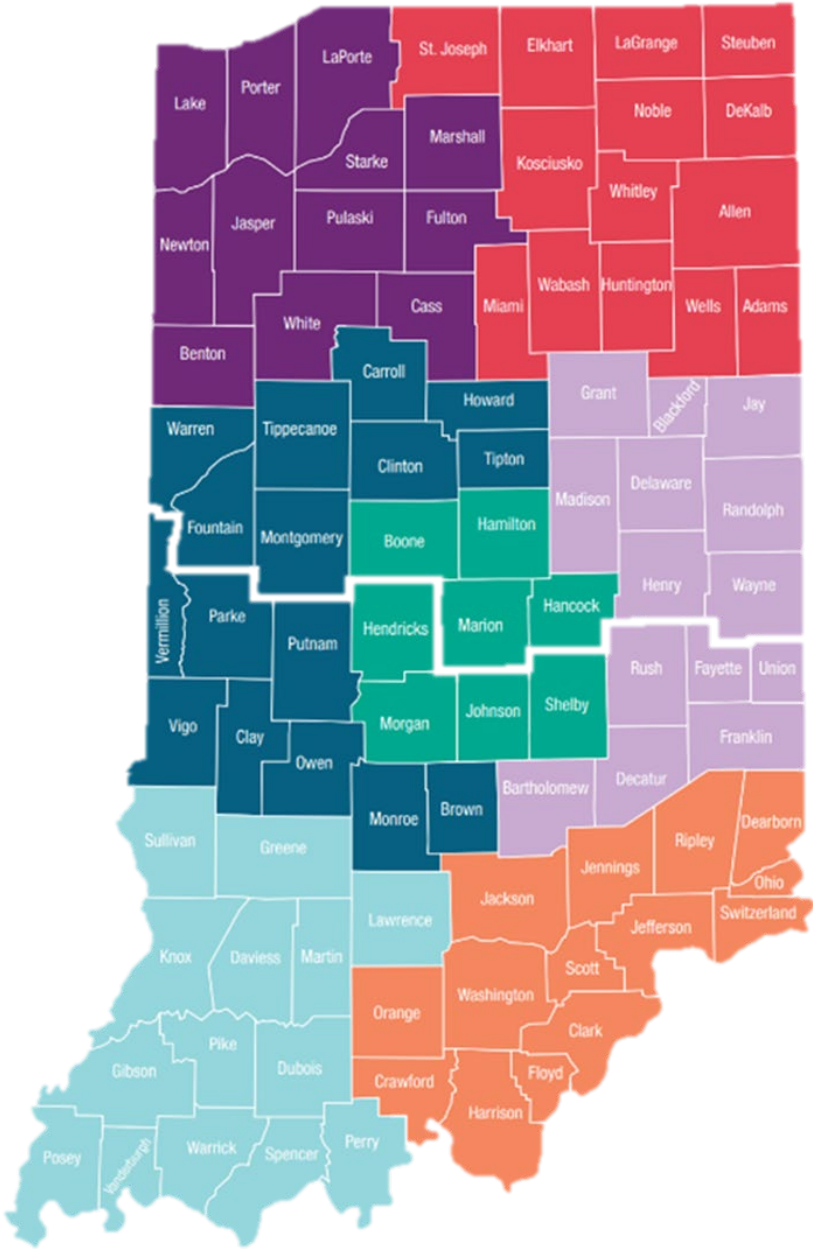 St. Joseph
Elkhart
LaGrange
Steuben
LaPorte
Porter
Lake
Noble
DeKalb
Marshall
Starke
Kosciusko
Whitley
Allen
Pulaski
Fulton
Jasper
Newton
Wabash
Huntington
Miami
Wells
Adams
Cass
White
Benton
Carroll
Grant
Blackford
Jay
Howard
Warren
Tippecanoe
Clinton
Tipton
Delaware
Madison
Randolph
Fountain
Montgomery
Boone
Hamilton
Henry
Wayne
Hancock
Vermillion
Parke
Putnam
Hendricks
Marion
Rush
Fayette
Union
Vigo
Clay
Morgan
Johnson
Shelby
Franklin
Owen
Decatur
Bartholomew
Monroe
Brown
Dearborn
Sullivan
Greene
Ripley
Jennings
Ohio
Jackson
Switzerland
Lawrence
Jefferson
Knox
Daviess
Martin
Scott
Washington
Orange
Clark
Pike
Gibson
Dubois
Floyd
Crawford
Harrison
Perry
Warrick
Spencer
Posey
Vanderburgh